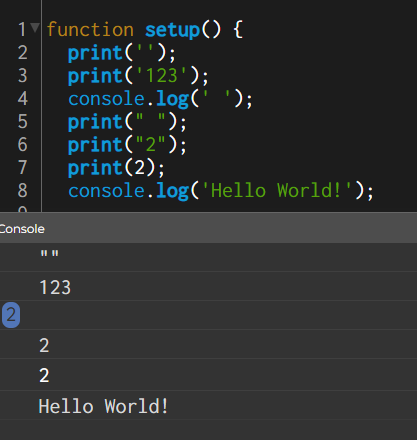 1 function setup() {
2 print('');
3 print('123');
4 console.log(' ');
5 print(" ");
6 print("2");
7 print(2);
8 console.log('Hello World!');
Console
""
123
2
2
2
Hello World!